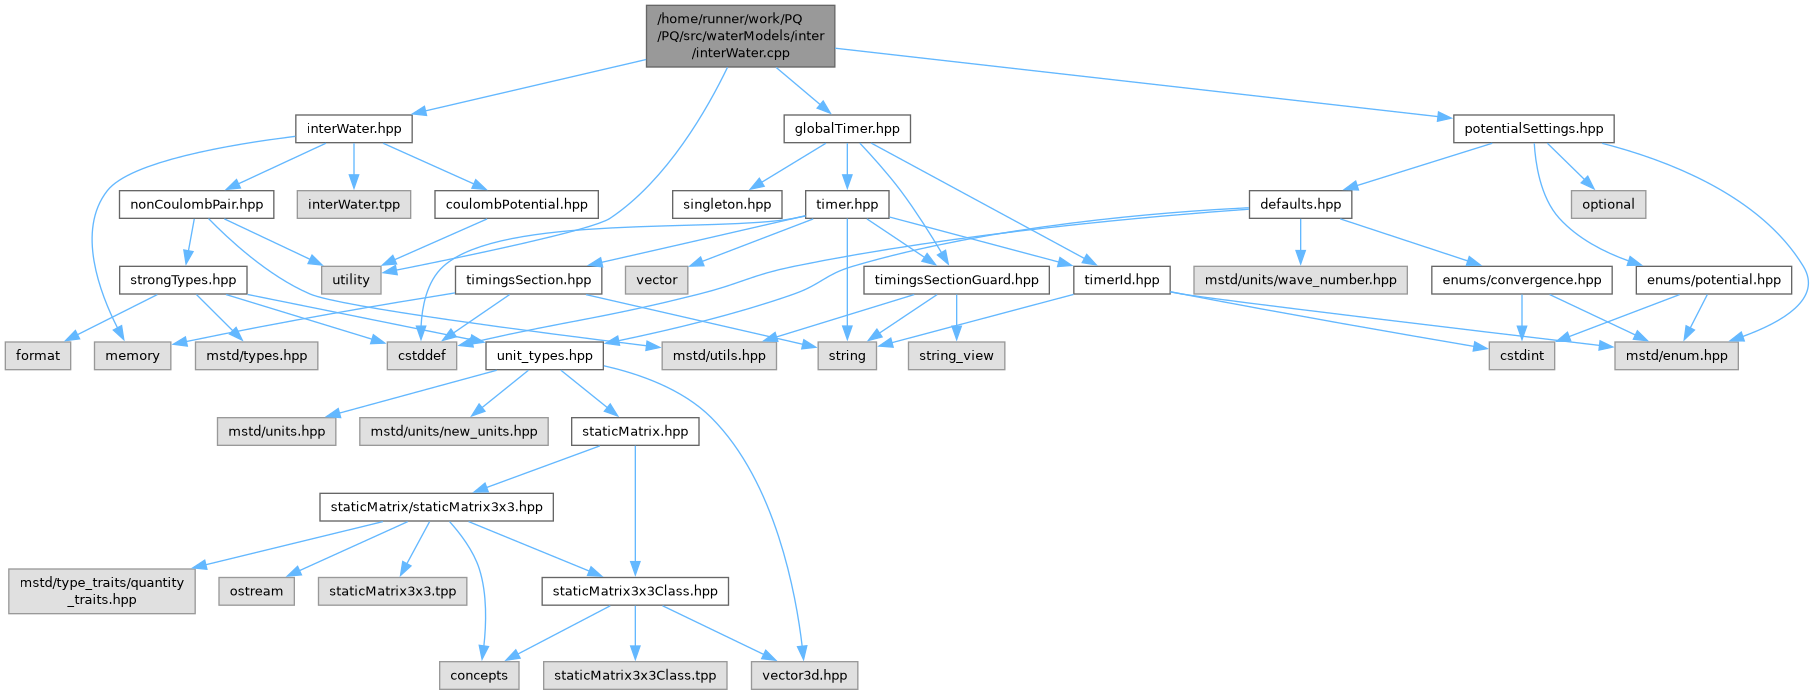 /home/runner/work/PQ
/PQ/src/waterModels/inter
/interWater.cpp
interWater.hpp
globalTimer.hpp
potentialSettings.hpp
nonCoulombPair.hpp
interWater.tpp
coulombPotential.hpp
singleton.hpp
timer.hpp
defaults.hpp
optional
strongTypes.hpp
utility
timingsSection.hpp
vector
timingsSectionGuard.hpp
timerId.hpp
mstd/units/wave_number.hpp
enums/convergence.hpp
enums/potential.hpp
format
memory
mstd/types.hpp
cstddef
unit_types.hpp
mstd/utils.hpp
string
string_view
cstdint
mstd/enum.hpp
mstd/units.hpp
mstd/units/new_units.hpp
staticMatrix.hpp
staticMatrix/staticMatrix3x3.hpp
mstd/type_traits/quantity
_traits.hpp
ostream
staticMatrix3x3.tpp
staticMatrix3x3Class.hpp
concepts
staticMatrix3x3Class.tpp
vector3d.hpp